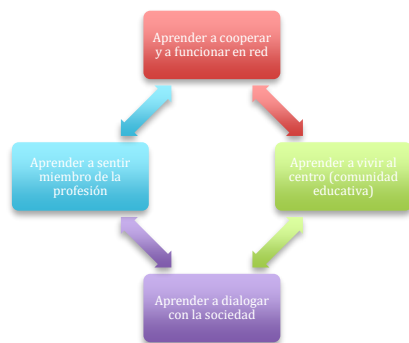 Aprender a cooperar
y a funcionar en red
Aprender a sentir
miembro de la
profesión
Aprender a vivir al
centro (comunidad
educativa)
Aprender a dialogar
con la sociedad